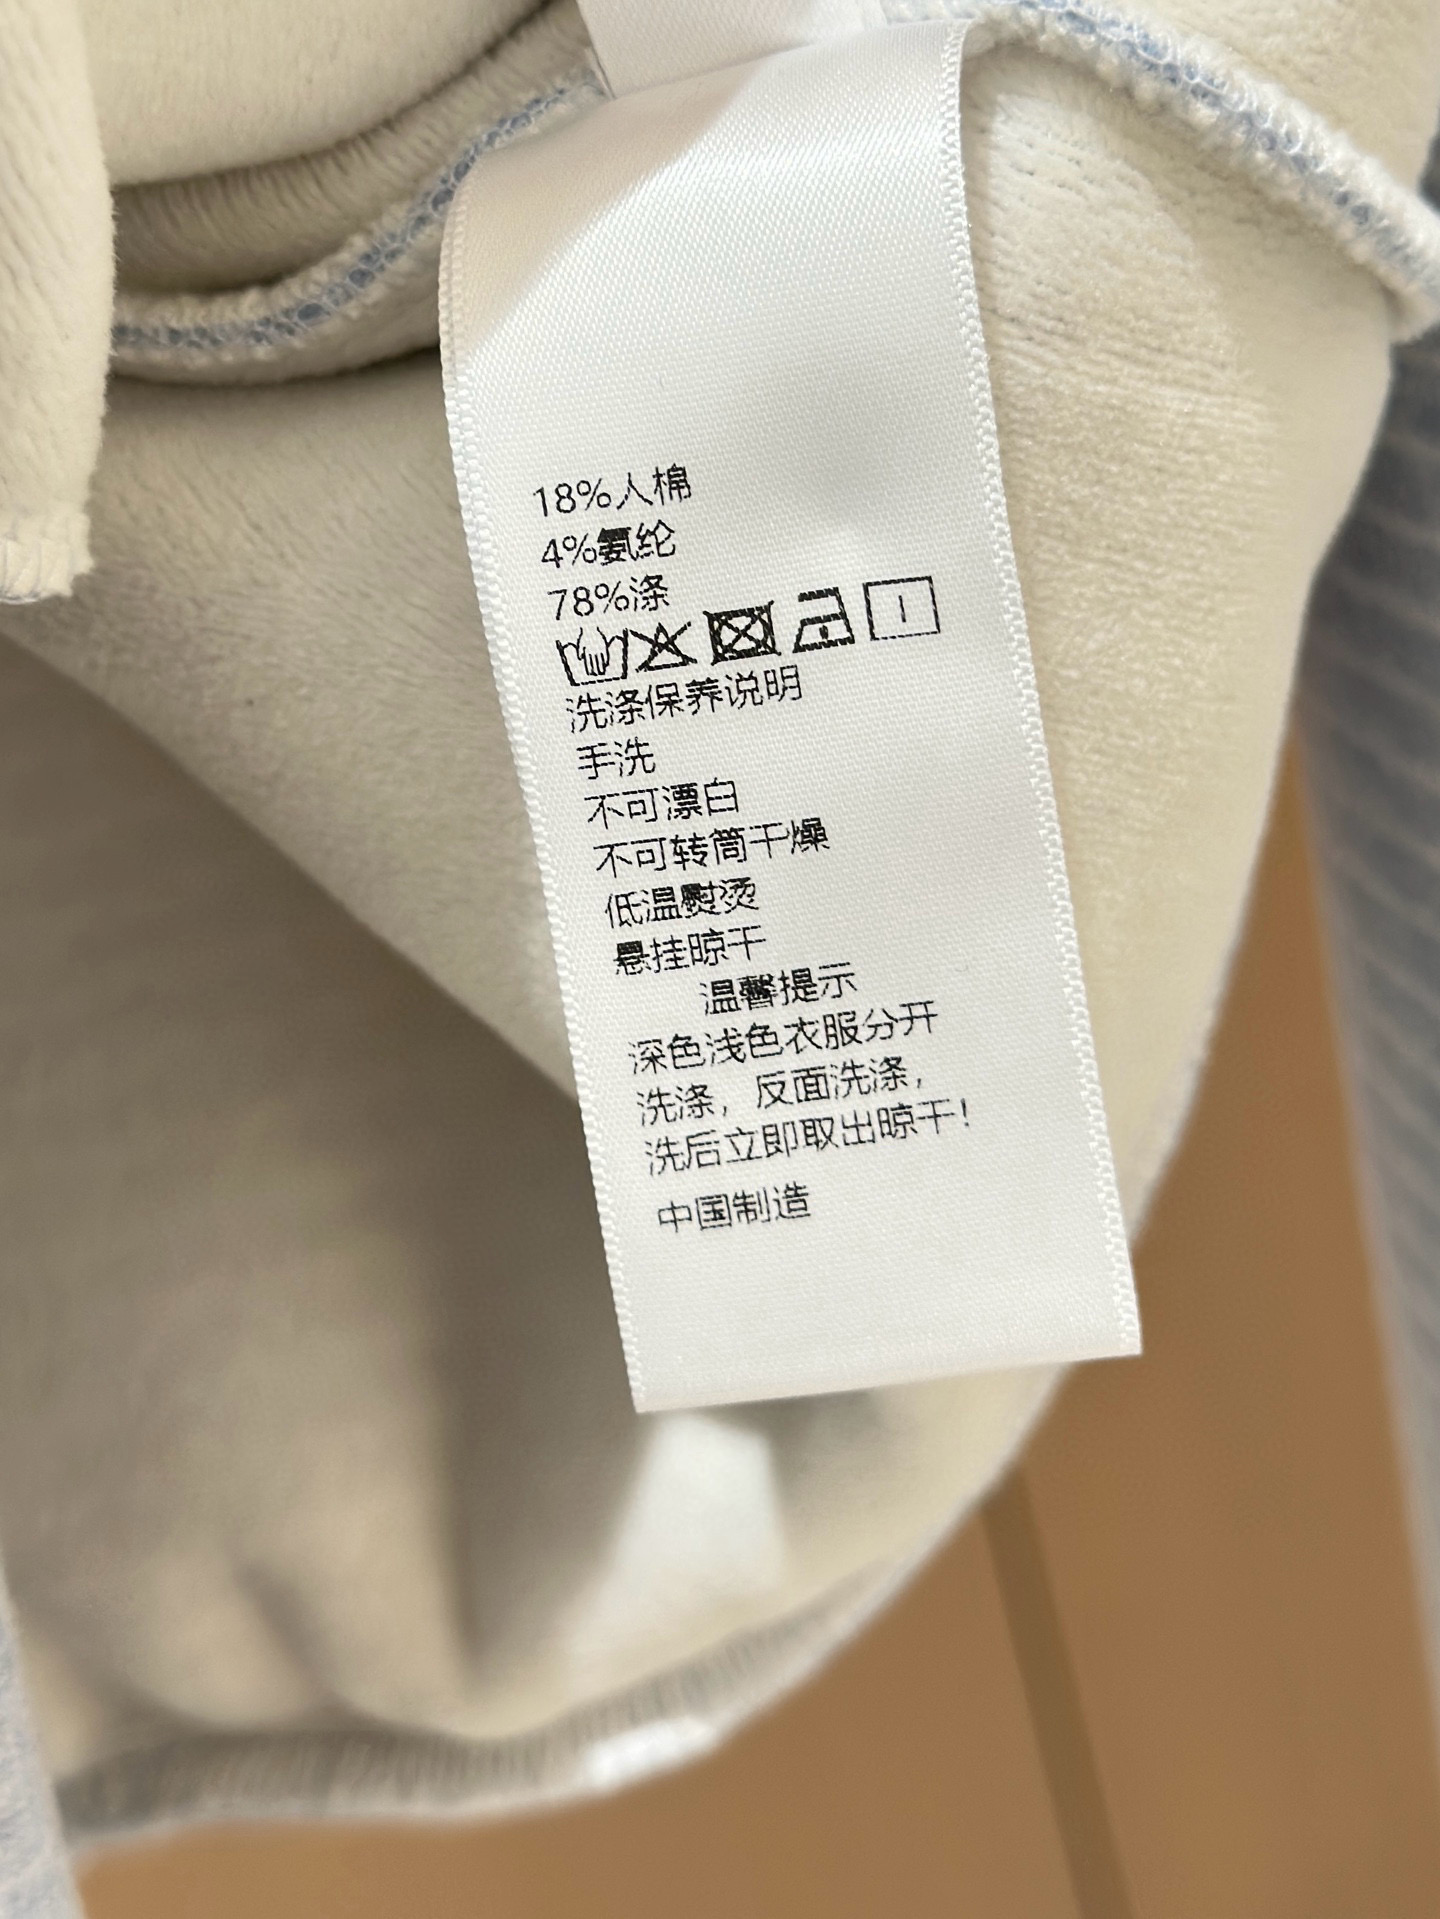 18%人棉
4%氨纶
78%涤
洗涤保养说明
手洗
不可漂白
不可转筒干燥
低温熨烫
悬挂晾干
温馨提示
深色浅色衣服分开
洗涤，反面洗涤，
洗后立即取出晾干！
中国制造